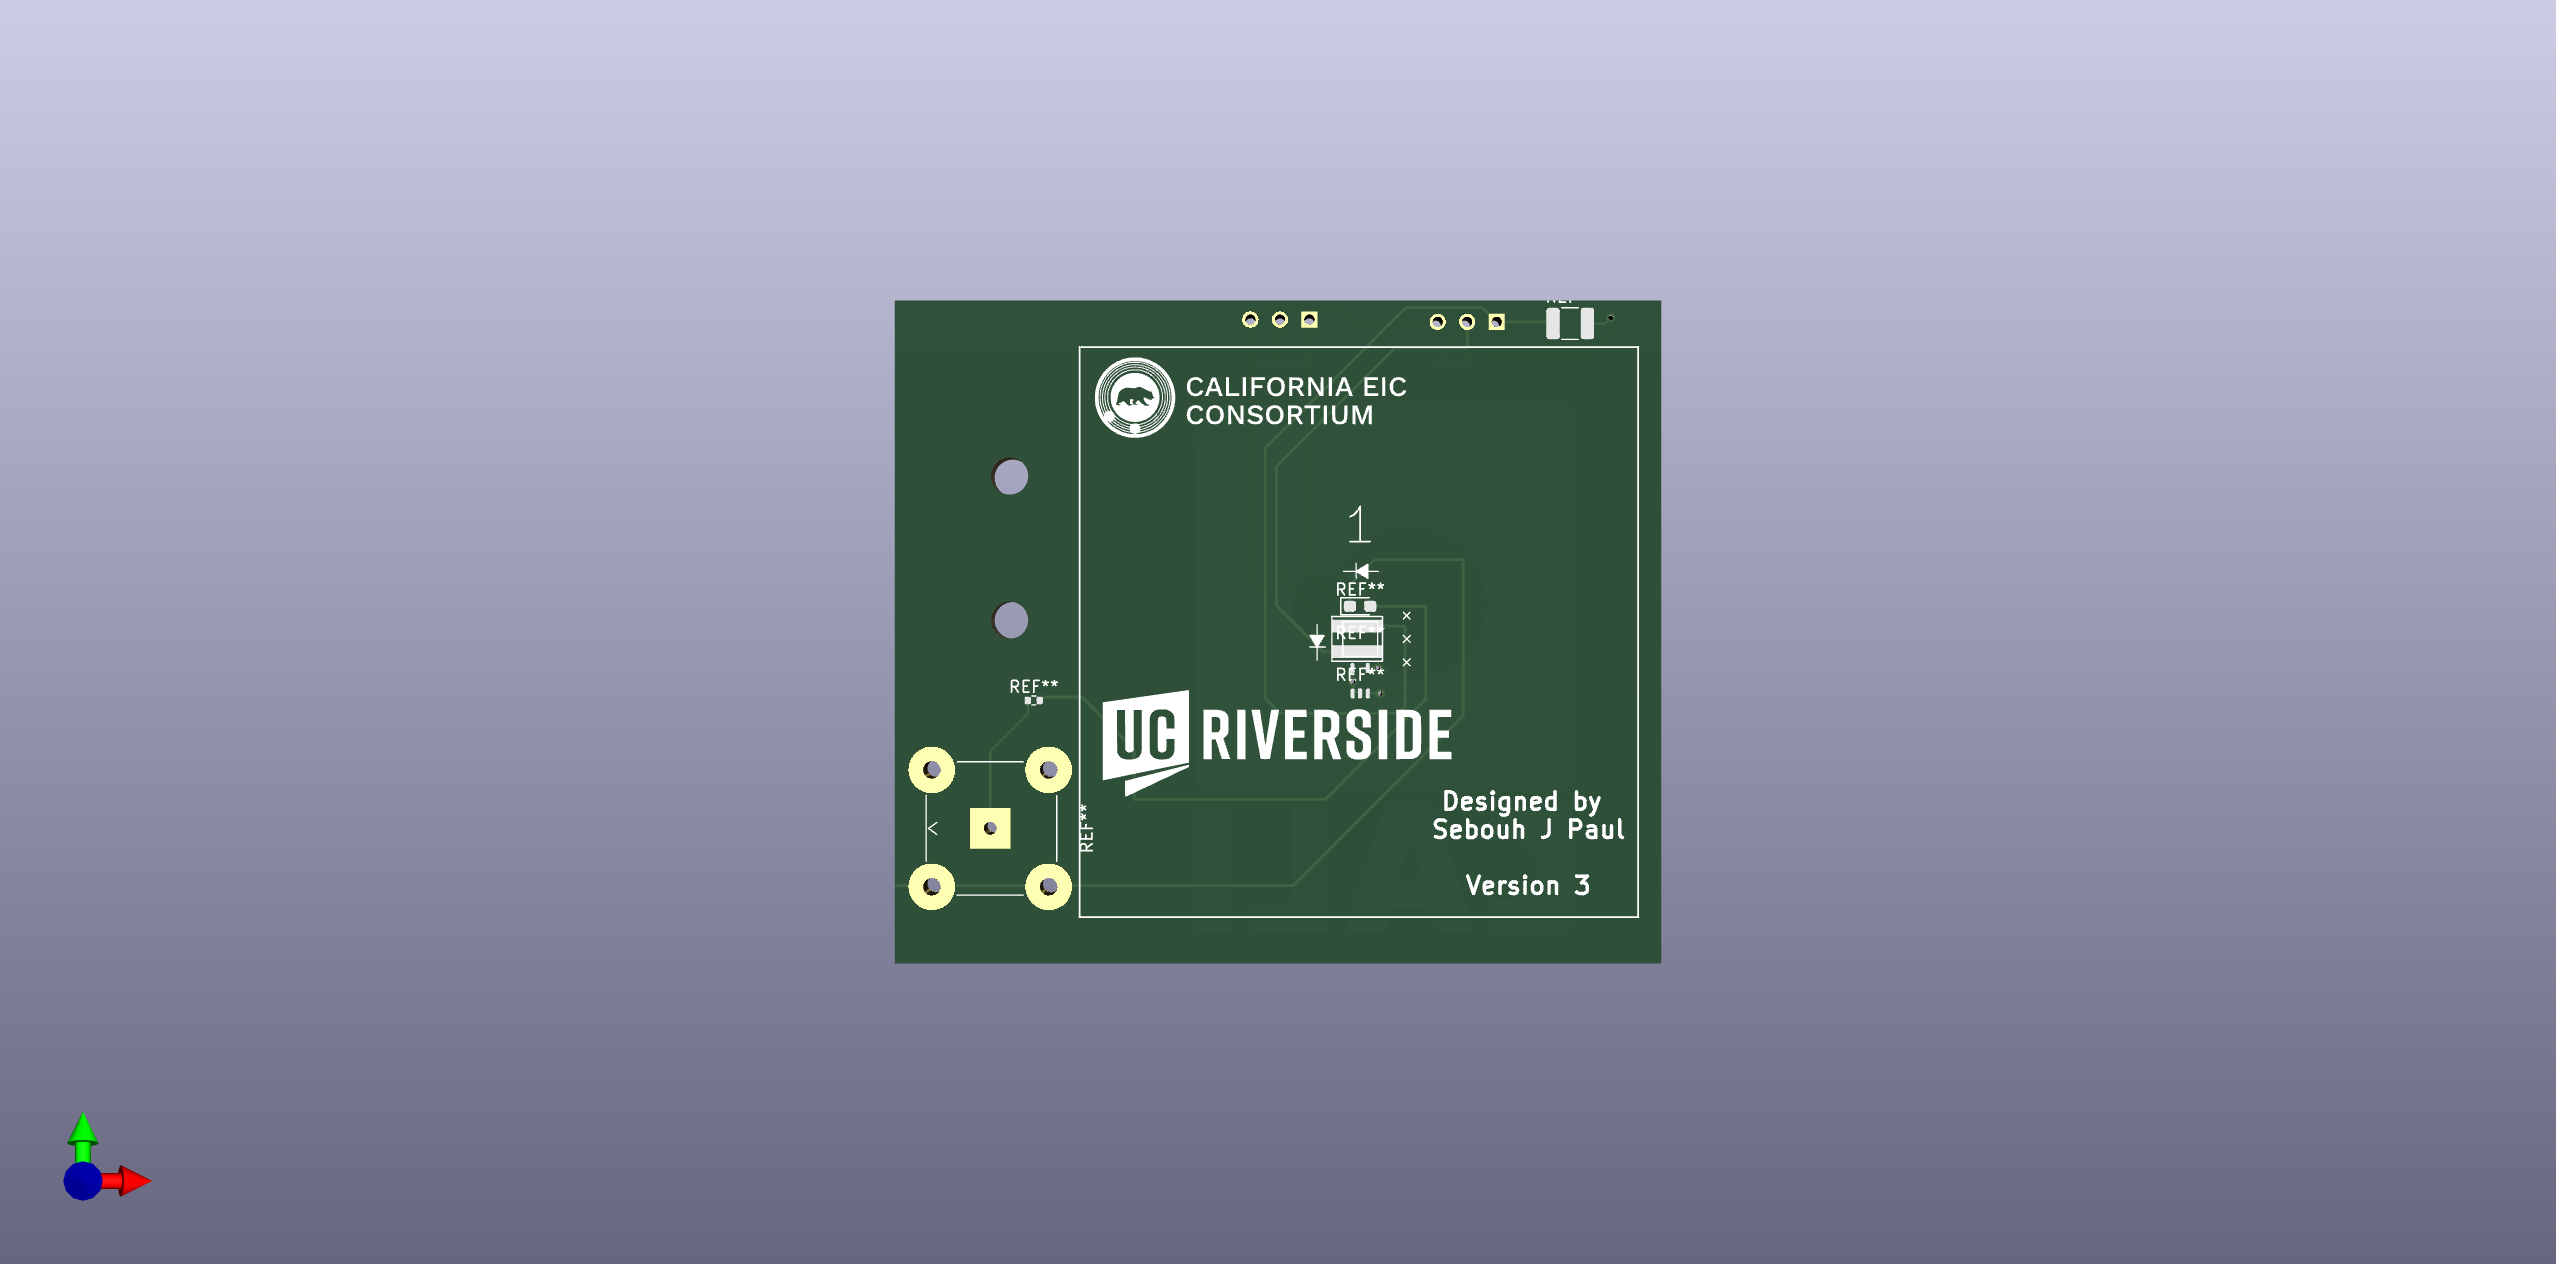 CALIFORNIA EIC
CONSORTIUM
1
REF**
REF**
REF**
REF**
UC RIVERSIDE
REF**
Designed by
Sebouh J Paul
Version 3